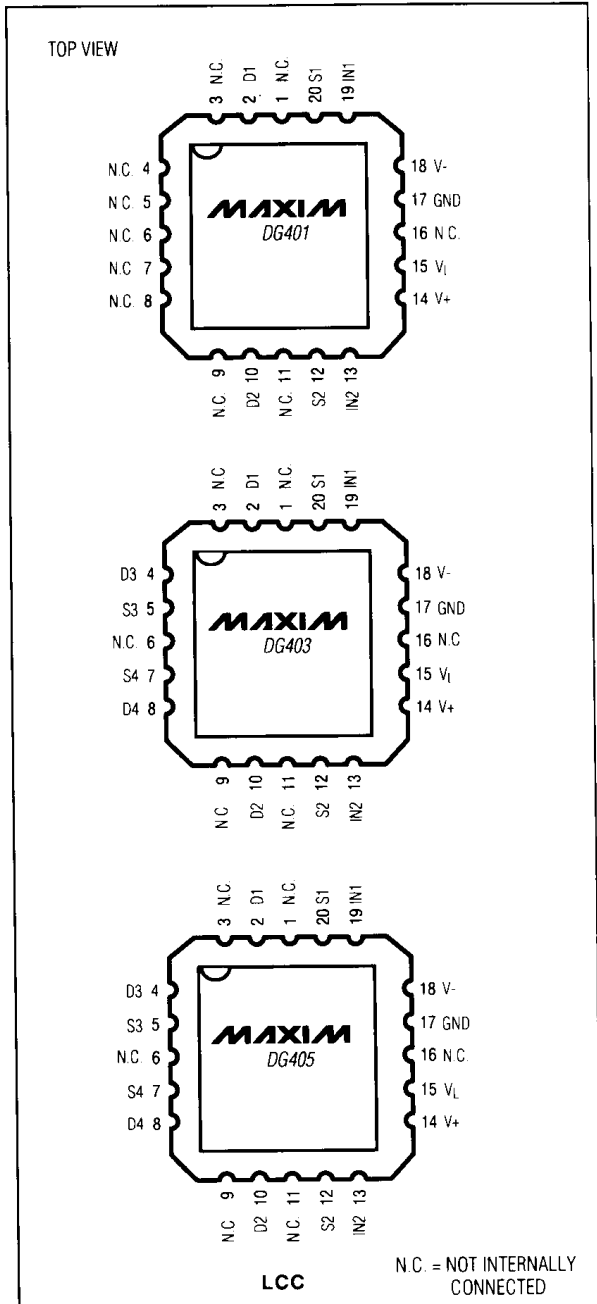 TOP VIEW
3 N.C.
2 D1
1 N.C.
20 S1
19 IN1
N.C. 4
N.C. 5
N.C. 6
N.C 7
N.C. 8
MAXIM
DG401
18 V-
17 GND
16 N.C.
15 VL
14 V+
N.C. 9
D2 10
N.C. 11
S2 12
IN2 13
3 N.C
2 D1
1 N.C.
20 S1
19 IN1
D3 4
S3 5
N.C. 6
S4 7
D4 8
MAXIM
DG403
18 V-
17 GND
16 N.C
15 VL
14 V+
N.C 9
D2 10
N.C. 11
S2 12
IN2 13
3 N.C.
2 D1
1 N.C.
20 S1
19 IN1
D3 4
S3 5
N.C. 6
S4 7
D4 8
MAXIM
DG405
18 V-
17 GND
16 N.C.
15 VL
14 V+
N.C 9
D2 10
N.C. 11
S2 12
IN2 13
LCC
N.C. = NOT INTERNALLY
CONNECTED